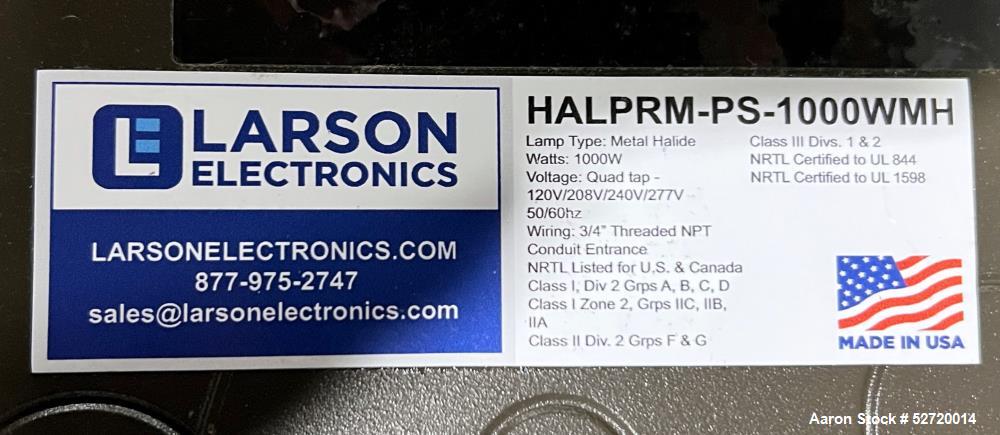 LARSON
ELECTRONICS
LARSONELECTRONICS.COM
877-975-2747
sales@larsonelectronics.com
HALPRM-PS-1000WMH
Lamp Type: Metal Halide
Watts: 1000W
Voltage: Quad tap -
120V/208V/240V/277V
50/60hz
Wiring: 3/4" Threaded NPT
Conduit Entrance
NRTL Listed for U.S. & Canada
Class I, Div 2 Grps A, B, C, D
Class I Zone 2, Grps IIC, IIB,
IIA
Class II Div. 2 Grps F & G
Class III Divs. 1 & 2
NRTL Certified to UL 844
NRTL Certified to UL 1598
MADE IN USA
Aaron Stock # 52720014